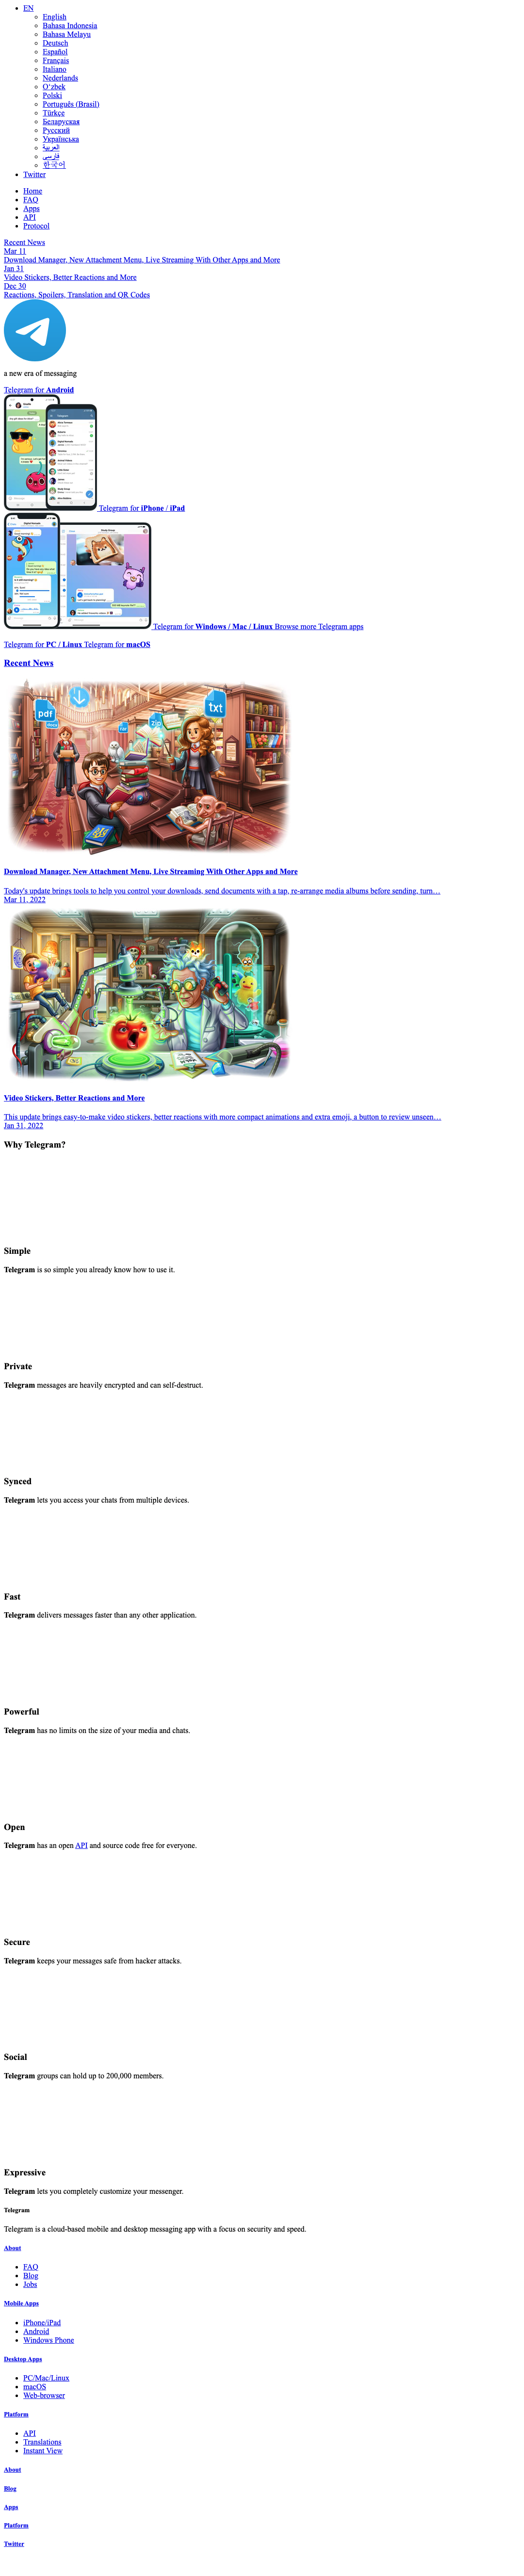 EN
English
Bahasa Indonesia
Bahasa Melayu
Deutsch
Español
Français
Italiano
Nederlands
O‘zbek
Polski
Português (Brasil)
Türkçe
Беларуская
Русский
Українська
العربية
فارسی
한국어
Twitter
Home
FAQ
Apps
API
Protocol
Recent News
Mar 11
Download Manager, New Attachment Menu, Live Streaming With Other Apps and More
Jan 31
Video Stickers, Better Reactions and More
Dec 30
Reactions, Spoilers, Translation and QR Codes
a new era of messaging
Telegram for Android
Telegram for iPhone / iPad
Telegram for Windows / Mac / Linux Browse more Telegram apps
Telegram for PC / Linux Telegram for macOS
Recent News
pdf
txt
Download Manager, New Attachment Menu, Live Streaming With Other Apps and More
Today's update brings tools to help you control your downloads, send documents with a tap, re-arrange media albums before sending, turn…
Mar 11, 2022
Video Stickers, Better Reactions and More
This update brings easy-to-make video stickers, better reactions with more compact animations and extra emoji, a button to review unseen…
Jan 31, 2022
Why Telegram?
Simple
Telegram is so simple you already know how to use it.
Private
Telegram messages are heavily encrypted and can self-destruct.
Synced
Telegram lets you access your chats from multiple devices.
Fast
Telegram delivers messages faster than any other application.
Powerful
Telegram has no limits on the size of your media and chats.
Open
Telegram has an open API and source code free for everyone.
Secure
Telegram keeps your messages safe from hacker attacks.
Social
Telegram groups can hold up to 200,000 members.
Expressive
Telegram lets you completely customize your messenger.
Telegram
Telegram is a cloud-based mobile and desktop messaging app with a focus on security and speed.
About
FAQ
Blog
Jobs
Mobile Apps
iPhone/iPad
Android
Windows Phone
Desktop Apps
PC/Mac/Linux
macOS
Web-browser
Platform
API
Translations
Instant View
About
Blog
Apps
Platform
Twitter